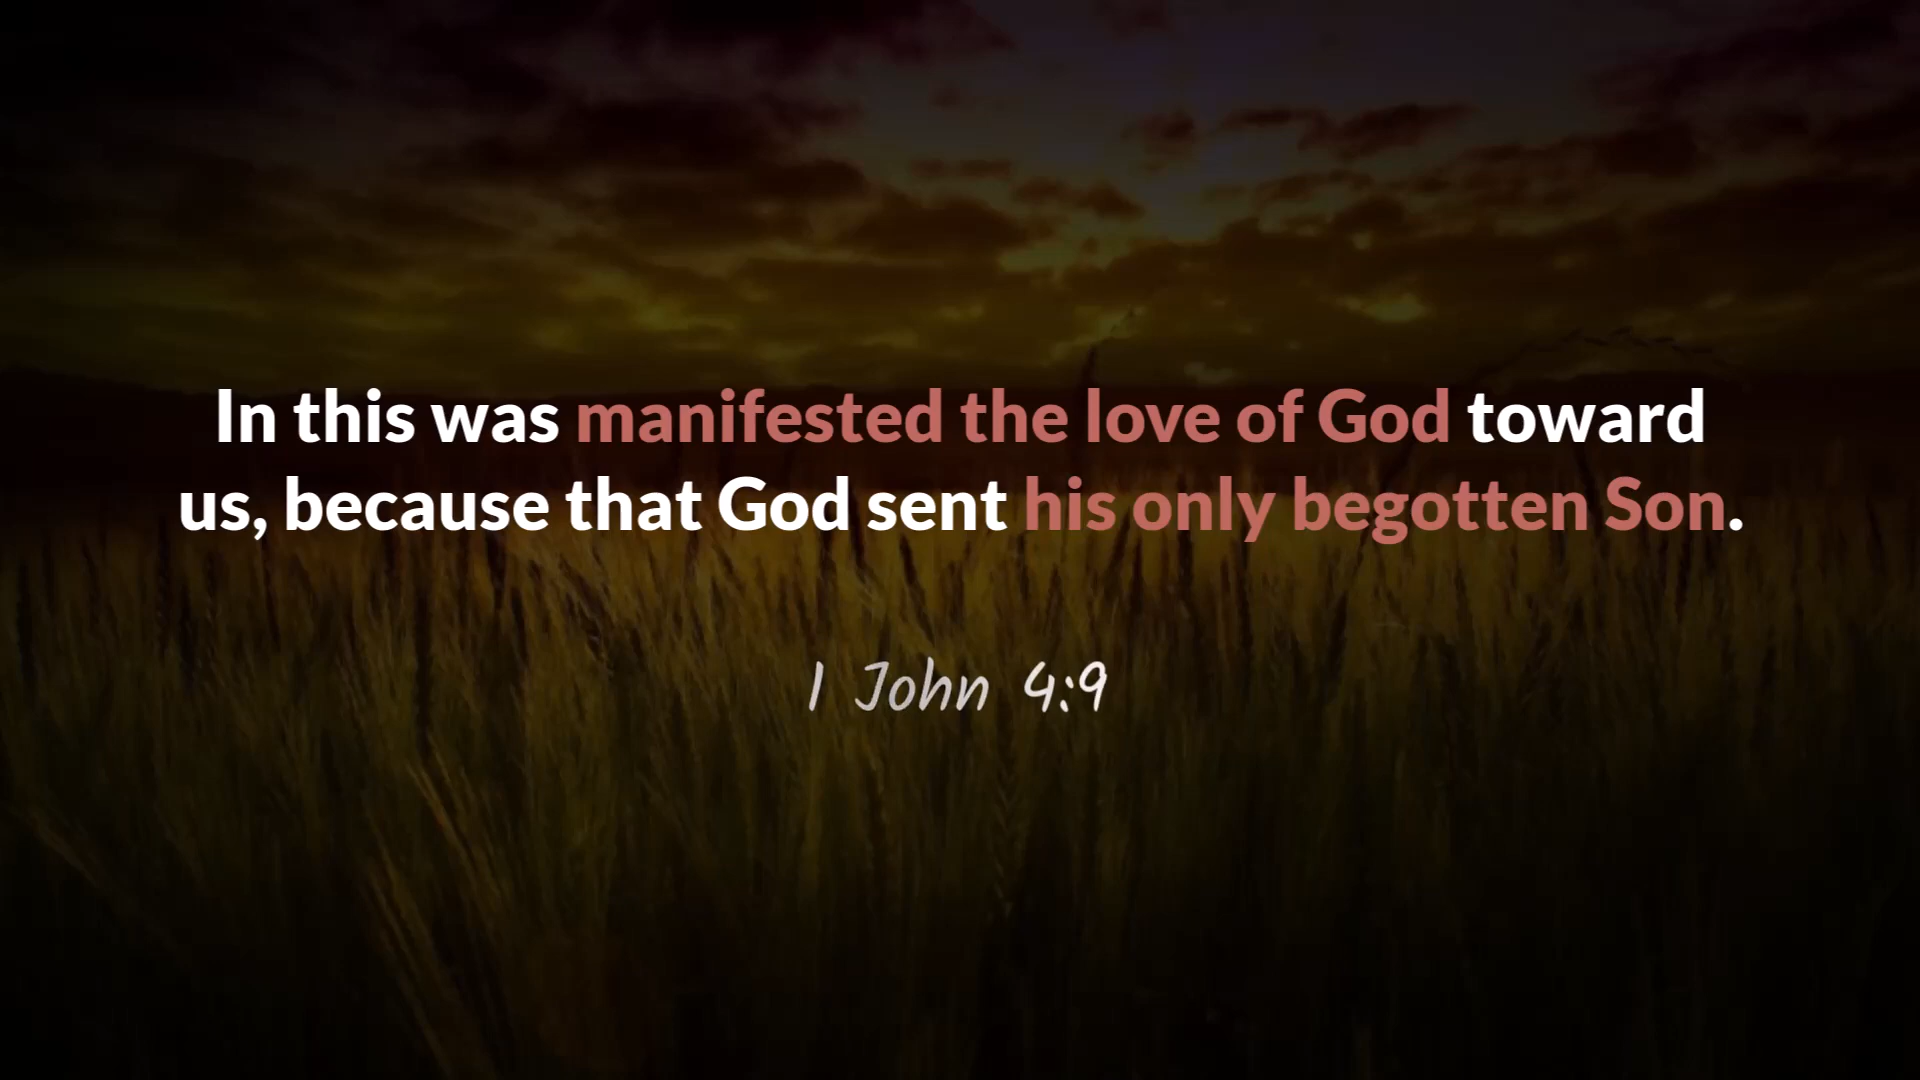 In this was manifested the love of God toward
us, because that God sent his only begotten Son.
1 John 4:9